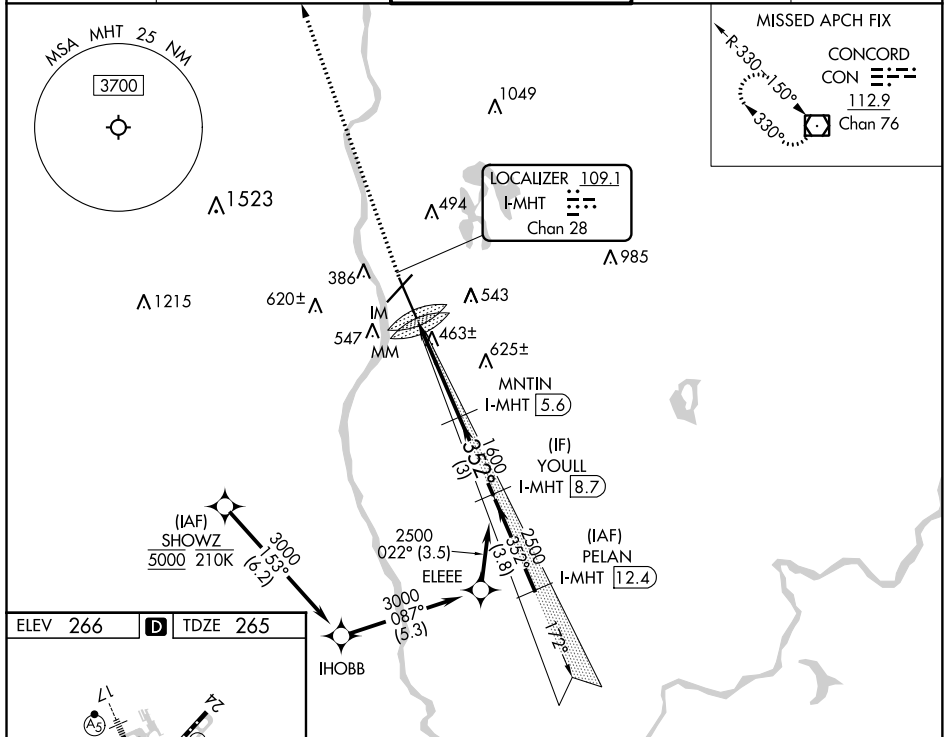 MSA MHT 25 NM
3700
MISSED APCH FIX
R-330
150°
330°
CONCORD
CON
112.9
Chan 76
1049
LOCALIZER 109.1
I-MHT
Chan 28
1523
494
985
386
1215
620±
543
IM
547
463±
MM
625±
MNTIN
I-MHT 5.6
1600
352°
(3)
(IF)
YOULL
I-MHT 8.7
2500
352°
(3.8)
(IAF)
PELAN
I-MHT 12.4
172°
(IAF)
SHOWZ
5000 210K
3000
153°
(6.2)
2500
022° (3.5)
ELEEE
3000
087°
(5.3)
IHOBB
ELEV 266 D TDZE 265
17
A5
24